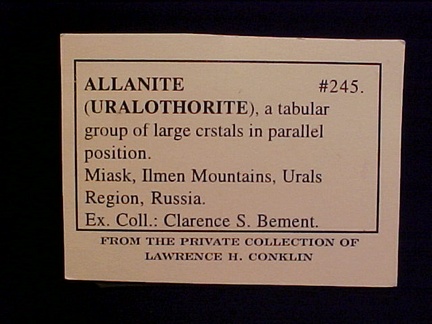 ALLANITE #245.
(URALOTHORITE), a tabular
group of large crstals in parallel
position.
Miask, Ilmen Mountains, Urals
Region, Russia.
Ex. Coll.: Clarence S. Bement.
FROM THE PRIVATE COLLECTION OF
LAWRENCE H. CONKLIN